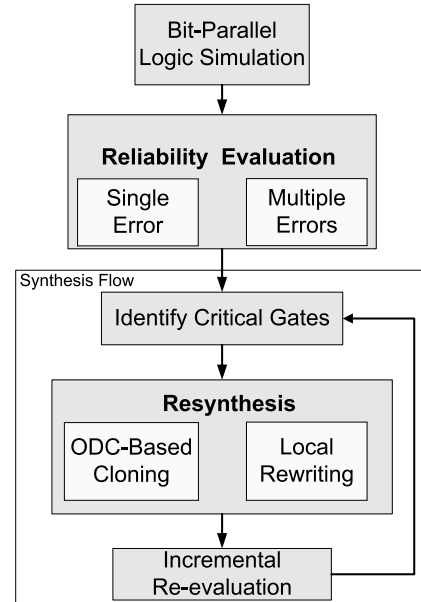 Bit-Parallel
Logic Simulation
Reliability Evaluation
Single
Error
Multiple
Errors
Synthesis Flow
Identify Critical Gates
Resynthesis
ODC-Based
Cloning
Local
Rewriting
Incremental
Re-evaluation